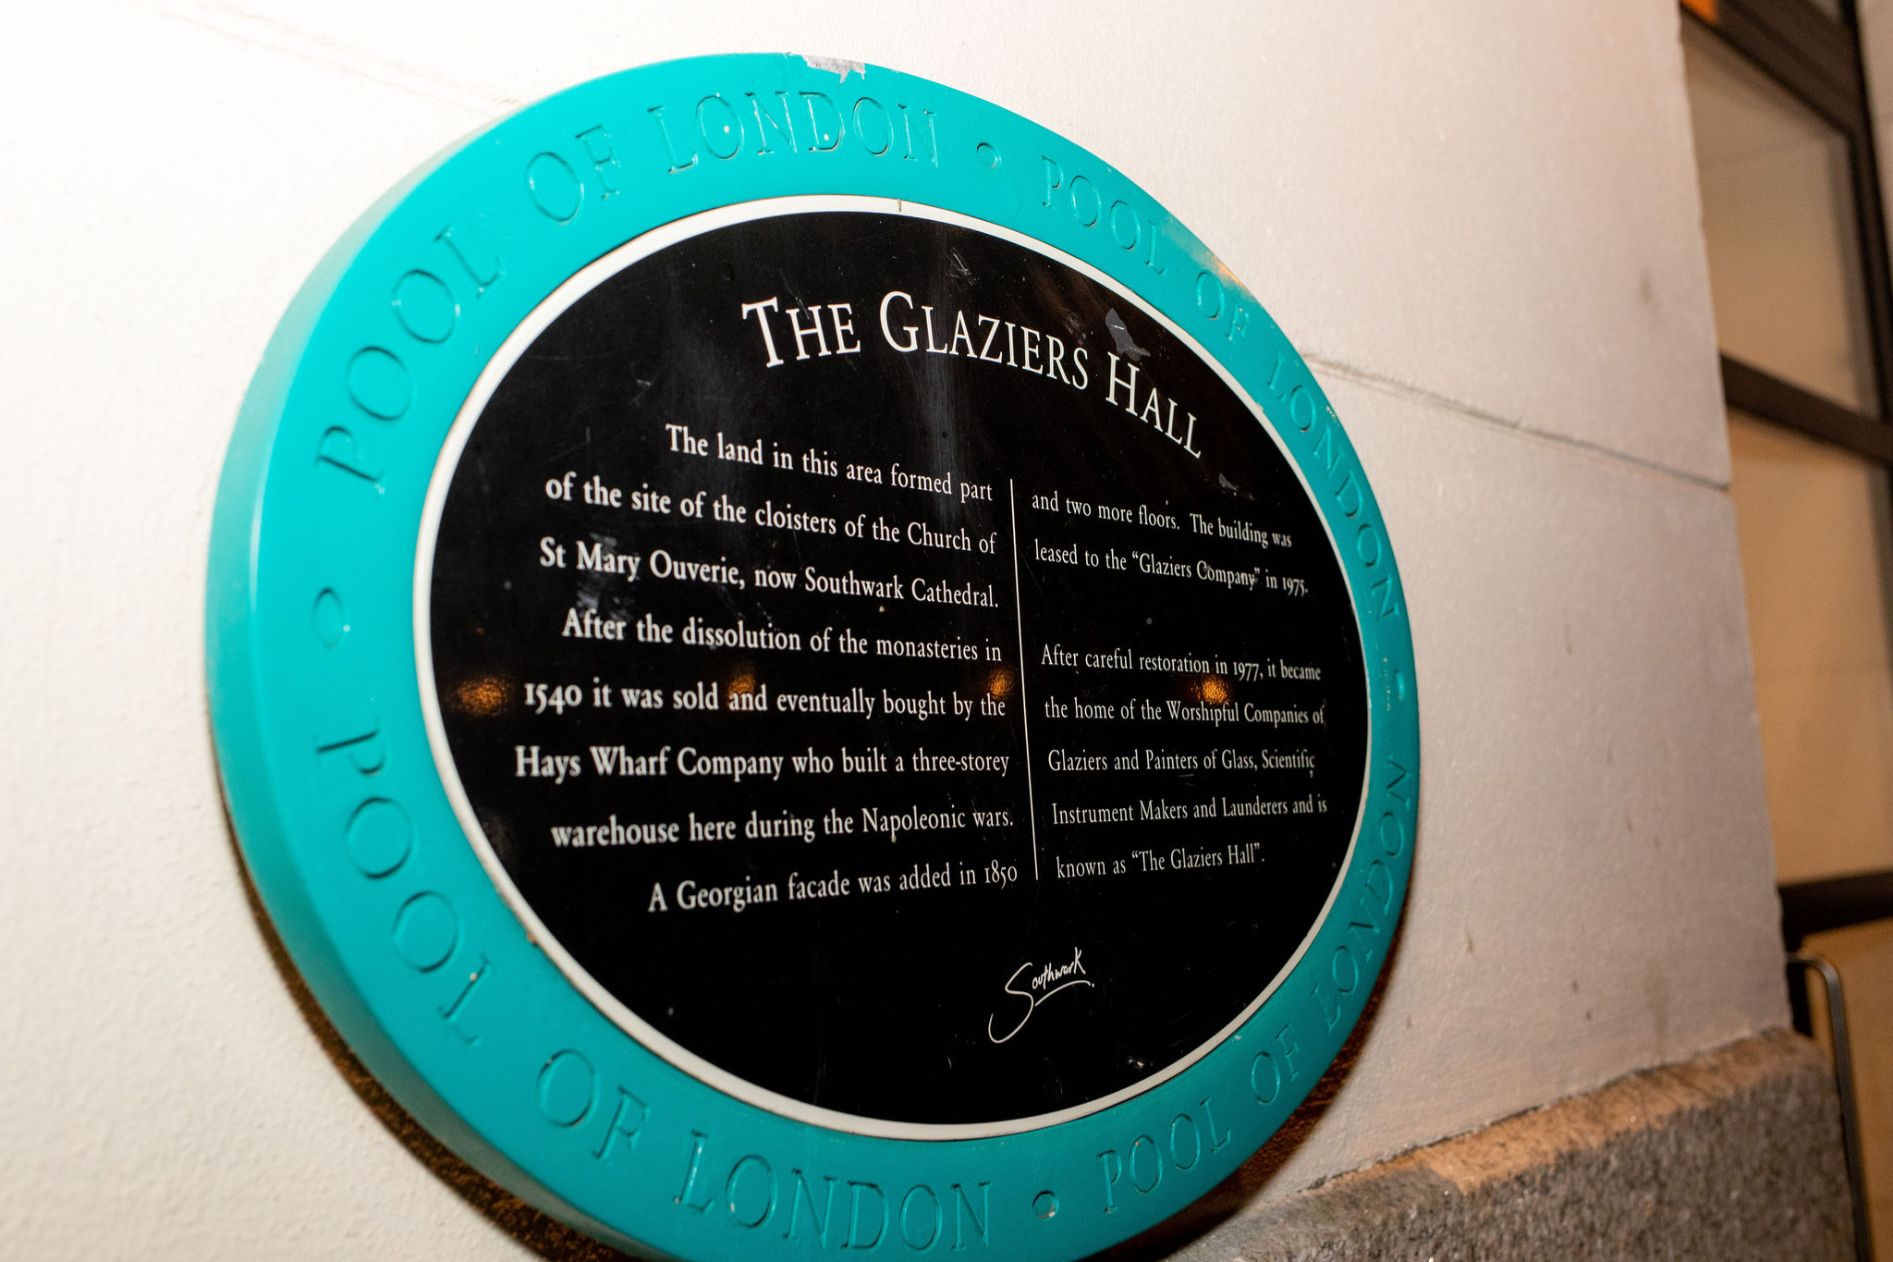 POOL OF LONDON • POOL OF LONDON • POOL OF LONDON • POOL OF LONDON •
THE GLAZIERS HALL
The land in this area formed part
of the site of the cloisters of the Church of
St Mary Ouverie, now Southwark Cathedral.
After the dissolution of the monasteries in
1540 it was sold and eventually bought by the
Hays Wharf Company who built a three-storey
warehouse here during the Napoleonic wars.
A Georgian facade was added in 1850
and two more floors. The building was
leased to the “Glaziers Company” in 1975.
After careful restoration in 1977, it became
the home of the Worshipful Companies of
Glaziers and Painters of Glass, Scientific
Instrument Makers and Launderers and is
known as “The Glaziers Hall”.
Southwark